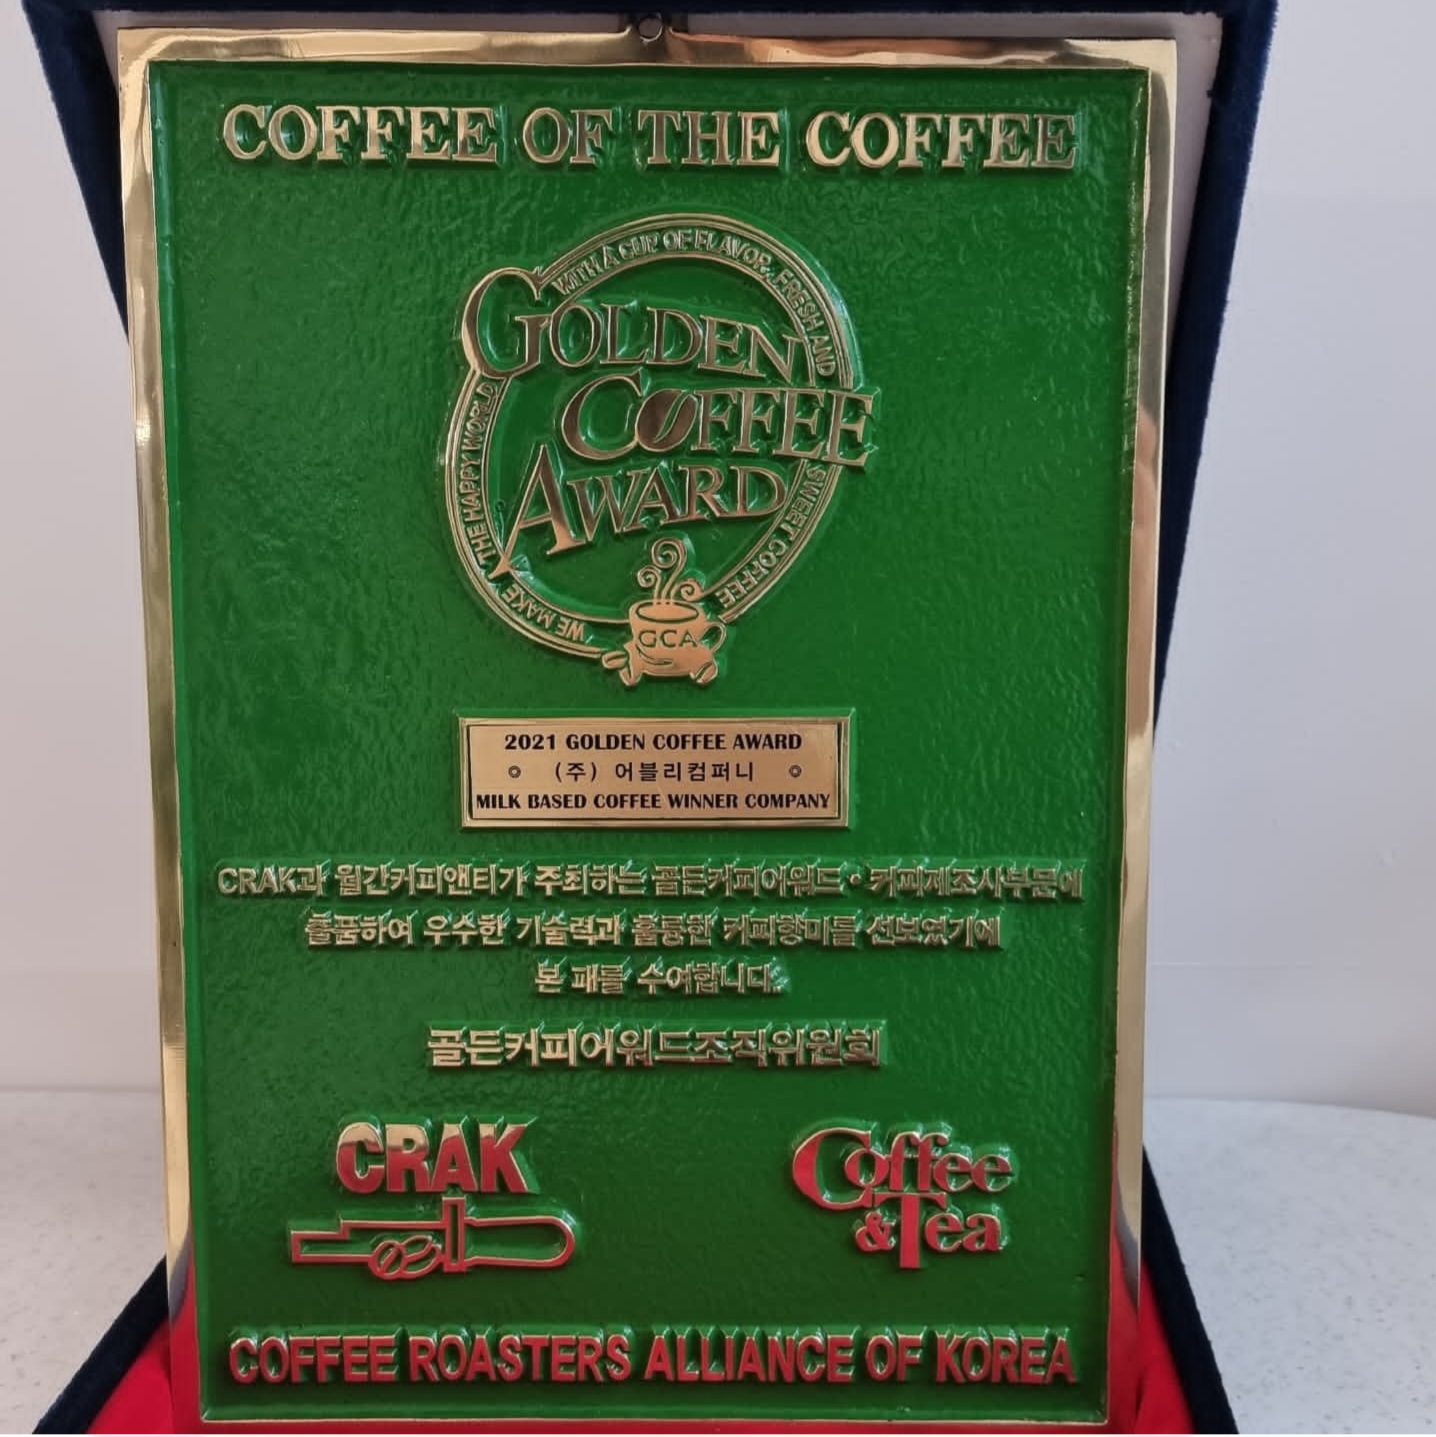 COFFEE OF THE COFFEE
WITH A CUP OF FLAVOR, FRESH AND SWEET COFFEE
WE MAKE THE HAPPY WORLD
GOLDEN
COFFEE
AWARD
GCA
2021 GOLDEN COFFEE AWARD
(주) 어블리컴퍼니
MILK BASED COFFEE WINNER COMPANY
CRAK과 월간커피앤티가 주최하는 골든커피어워드 · 커피제조사부문에
출품하여 우수한 기술력과 훌륭한 커피향미를 선보였기에
본 패를 수여합니다.
골든커피어워드조직위원회
CRAK
Coffee
&Tea
COFFEE ROASTERS ALLIANCE OF KOREA